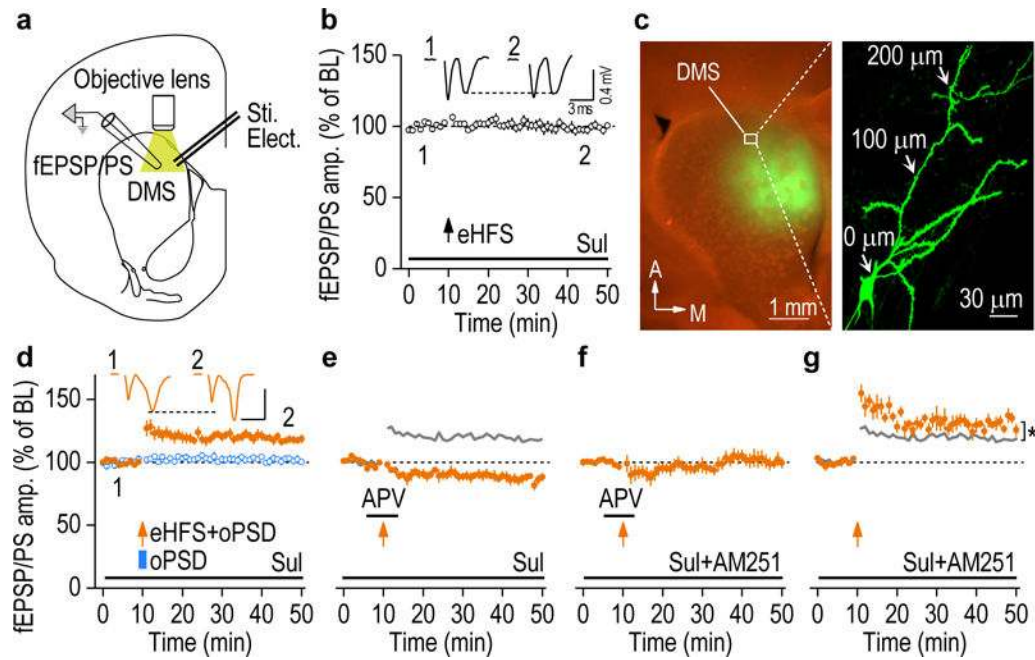 a
Objective lens
Sti.
Elect.
fEPSP/PS
DMS
b
fEPSP/PS amp. (% of BL)
150
100
50
0
1
2
3 ms
0.4 mV
1
2
eHFS
Sul
0 10 20 30 40 50
Time (min)
c
DMS
A
M
1 mm
200 µm
100 µm
0 µm
30 µm
d
fEPSP/PS amp. (% of BL)
150
100
50
0
1
2
2
1
eHFS+oPSD
oPSD
Sul
0 10 20 30 40 50
Time (min)
e
APV
Sul
0 10 20 30 40 50
Time (min)
f
APV
Sul+AM251
0 10 20 30 40 50
Time (min)
g
*
Sul+AM251
0 10 20 30 40 50
Time (min)